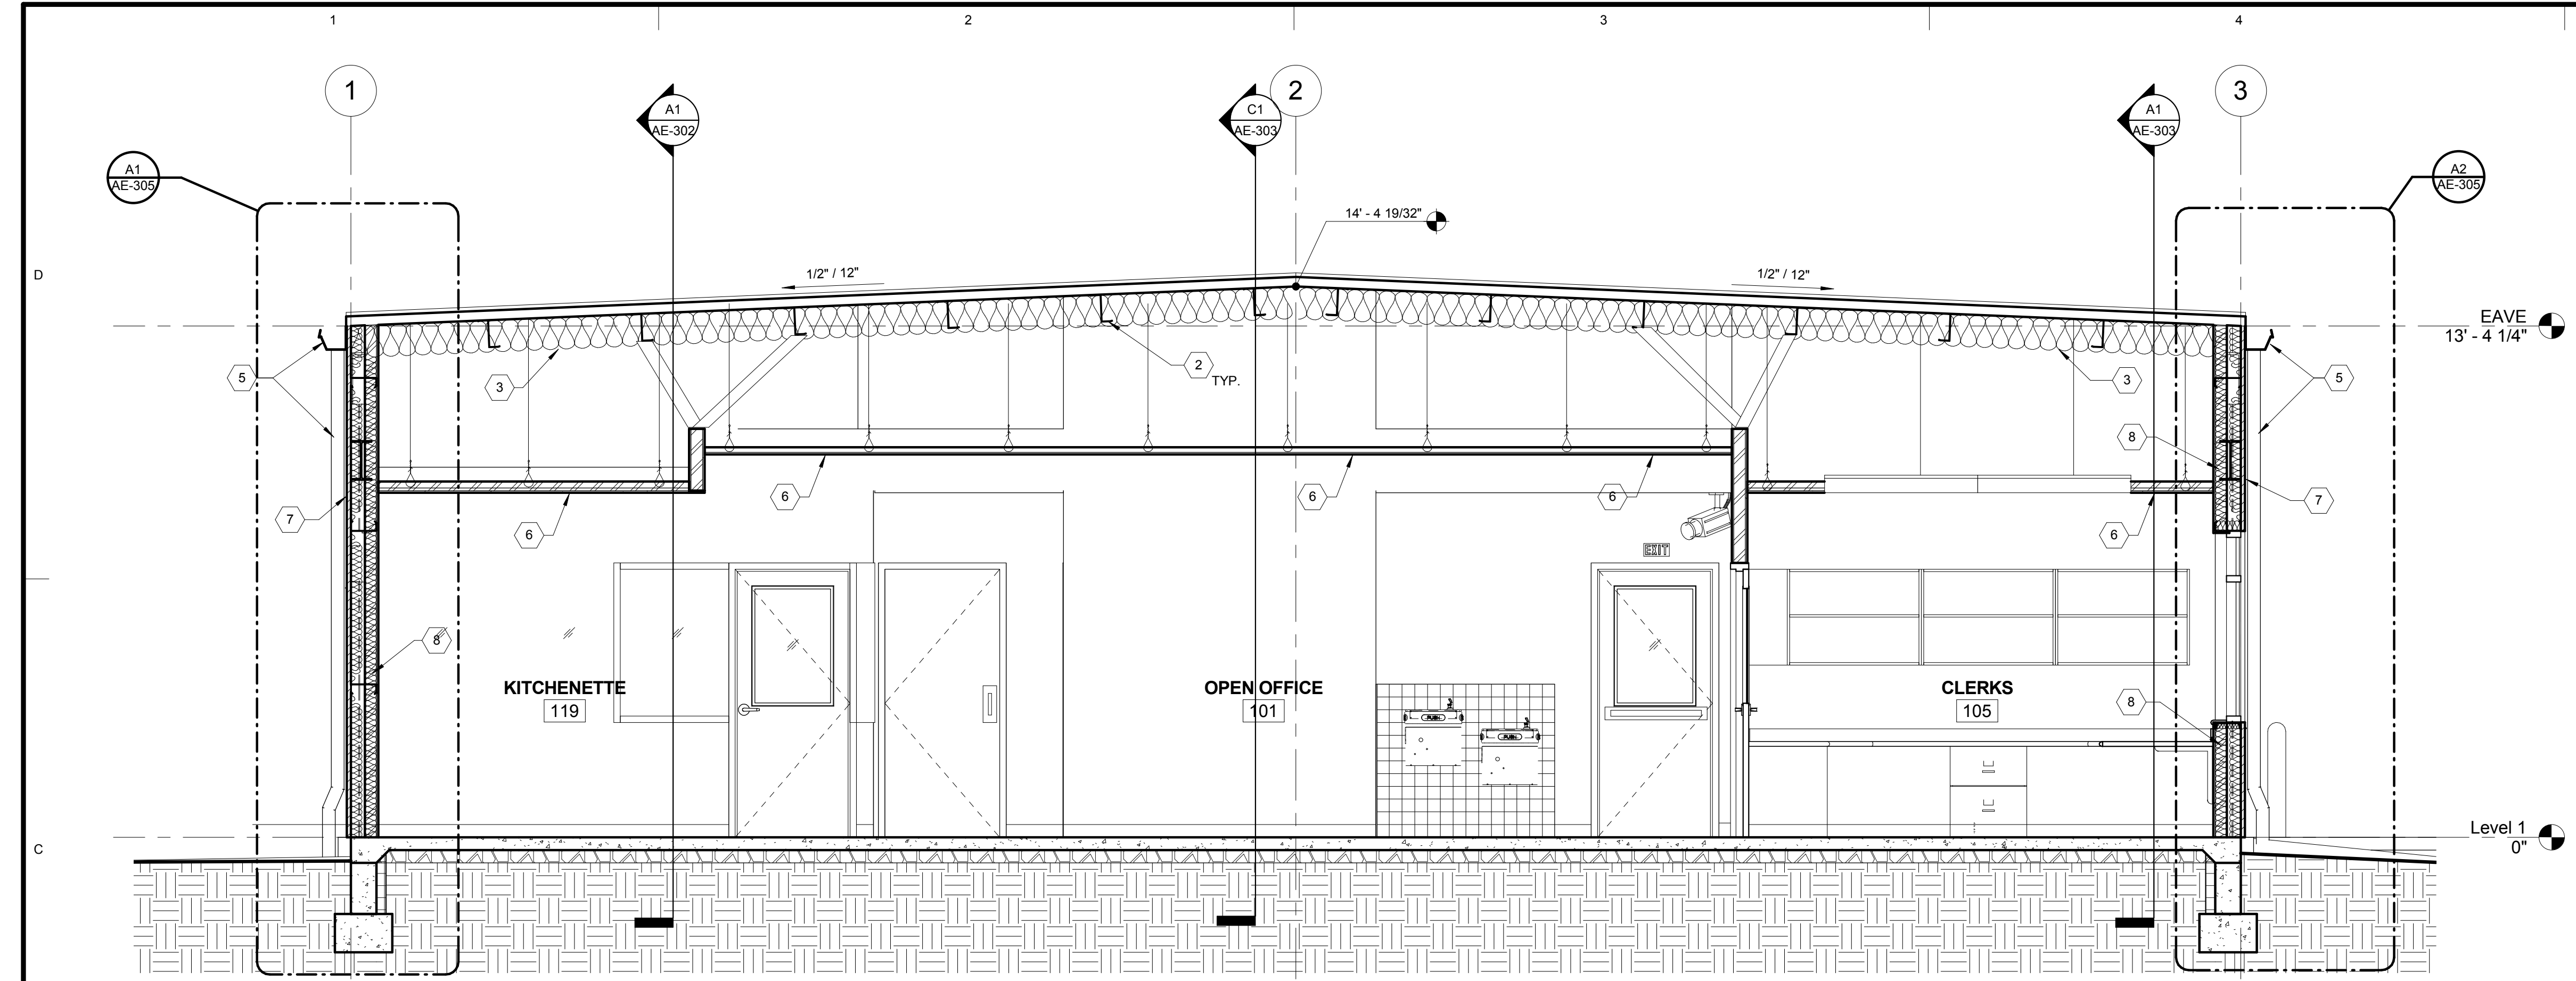 1
2
3
4
1
2
3
A1
AE-302
C1
AE-303
A1
AE-303
A1
AE-305
A2
AE-305
14' - 4 19/32"
D
1/2" / 12"
1/2" / 12"
EAVE
13' - 4 1/4"
5
3
2
TYP.
3
5
8
6
6
6
7
7
6
6
EXIT
8
KITCHENETTE
119
OPEN OFFICE
101
CLERKS
105
8
PUSH
PUSH
Level 1
0"
C